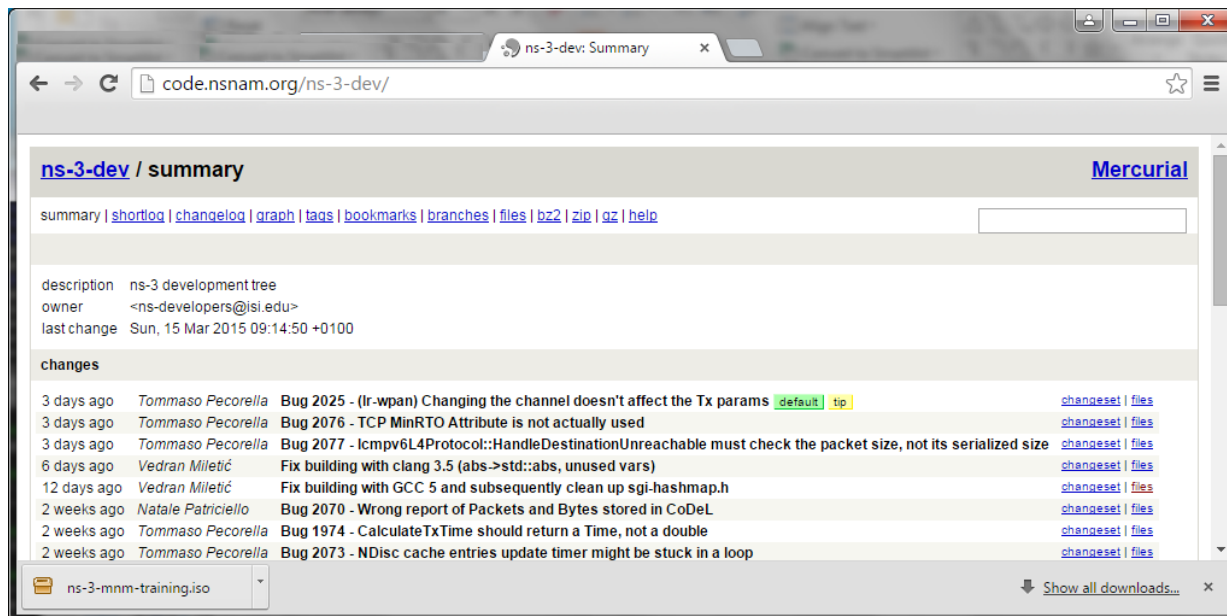 ns-3-dev: Summary
code.nsnam.org/ns-3-dev/
ns-3-dev / summary Mercurial
summary | shortlog | changelog | graph | tags | bookmarks | branches | files | bz2 | zip | gz | help
description ns-3 development tree
owner <ns-developers@isi.edu>
last change Sun, 15 Mar 2015 09:14:50 +0100
changes
3 days ago Tommaso Pecorella Bug 2025 - (lr-wpan) Changing the channel doesn't affect the Tx params default tip changeset | files
3 days ago Tommaso Pecorella Bug 2076 - TCP MinRTO Attribute is not actually used changeset | files
3 days ago Tommaso Pecorella Bug 2077 - Icmpv6L4Protocol::HandleDestinationUnreachable must check the packet size, not its serialized size changeset | files
6 days ago Vedran Miletić Fix building with clang 3.5 (abs->std::abs, unused vars) changeset | files
12 days ago Vedran Miletić Fix building with GCC 5 and subsequently clean up sgi-hashmap.h changeset | files
2 weeks ago Natale Patriciello Bug 2070 - Wrong report of Packets and Bytes stored in CoDeL changeset | files
2 weeks ago Tommaso Pecorella Bug 1974 - CalculateTxTime should return a Time, not a double changeset | files
2 weeks ago Tommaso Pecorella Bug 2073 - NDisc cache entries update timer might be stuck in a loop changeset | files
ns-3-mnm-training.iso Show all downloads...